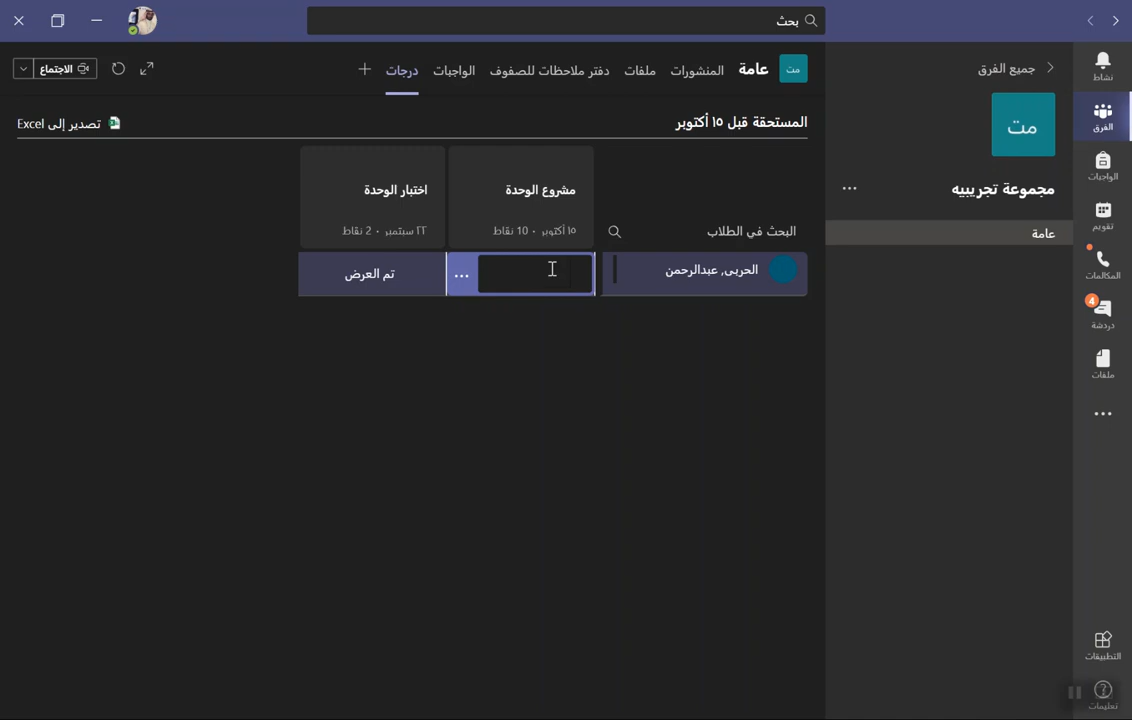 بحث
نشاط
الفرق
الواجبات
تقويم
المكالمات
4
دردشة
ملفات
التطبيقات
تعليمات
جميع الفرق
مت
مجموعة تجريبيه
عامة
مت عامة المنشورات ملفات دفتر ملاحظات للصفوف الواجبات درجات
الاجتماع
المستحقة قبل ١٥ أكتوبر
تصدير إلى Excel
البحث في الطلاب
مشروع الوحدة
١٥ أكتوبر • 10 نقاط
اختبار الوحدة
٢٢ سبتمبر • 2 نقاط
الحربي, عبدالرحمن
تم العرض